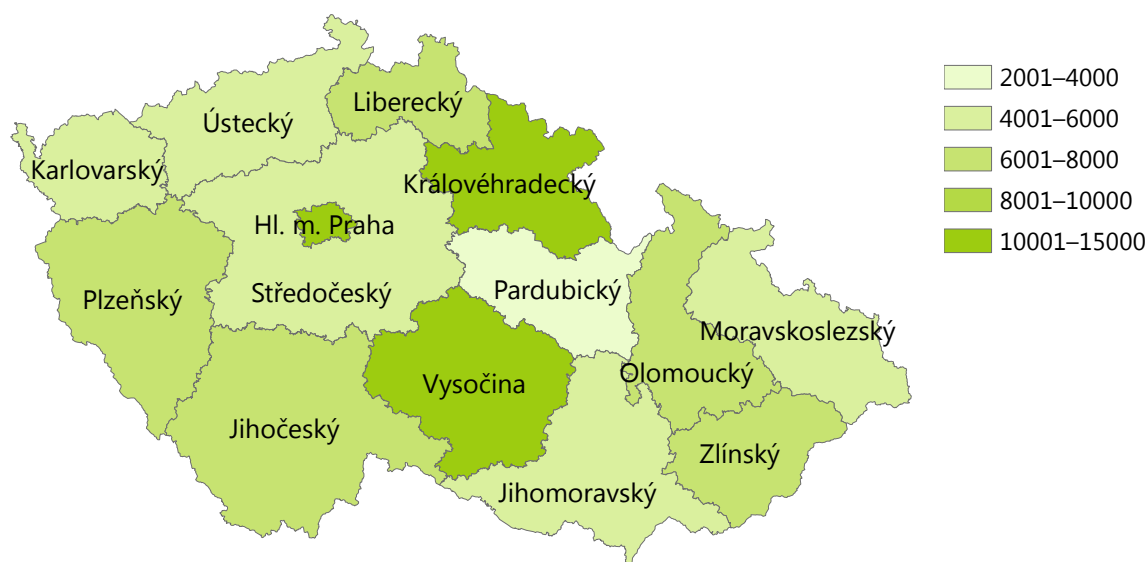 Liberecký
Ústecký
Karlovarský
Královéhradecký
Hl. m. Praha
Plzeňský
Středočeský
Pardubický
Moravskoslezský
Olomoucký
Vysočina
Jihočeský
Zlínský
Jihomoravský
2001–4000
4001–6000
6001–8000
8001–10000
10001–15000